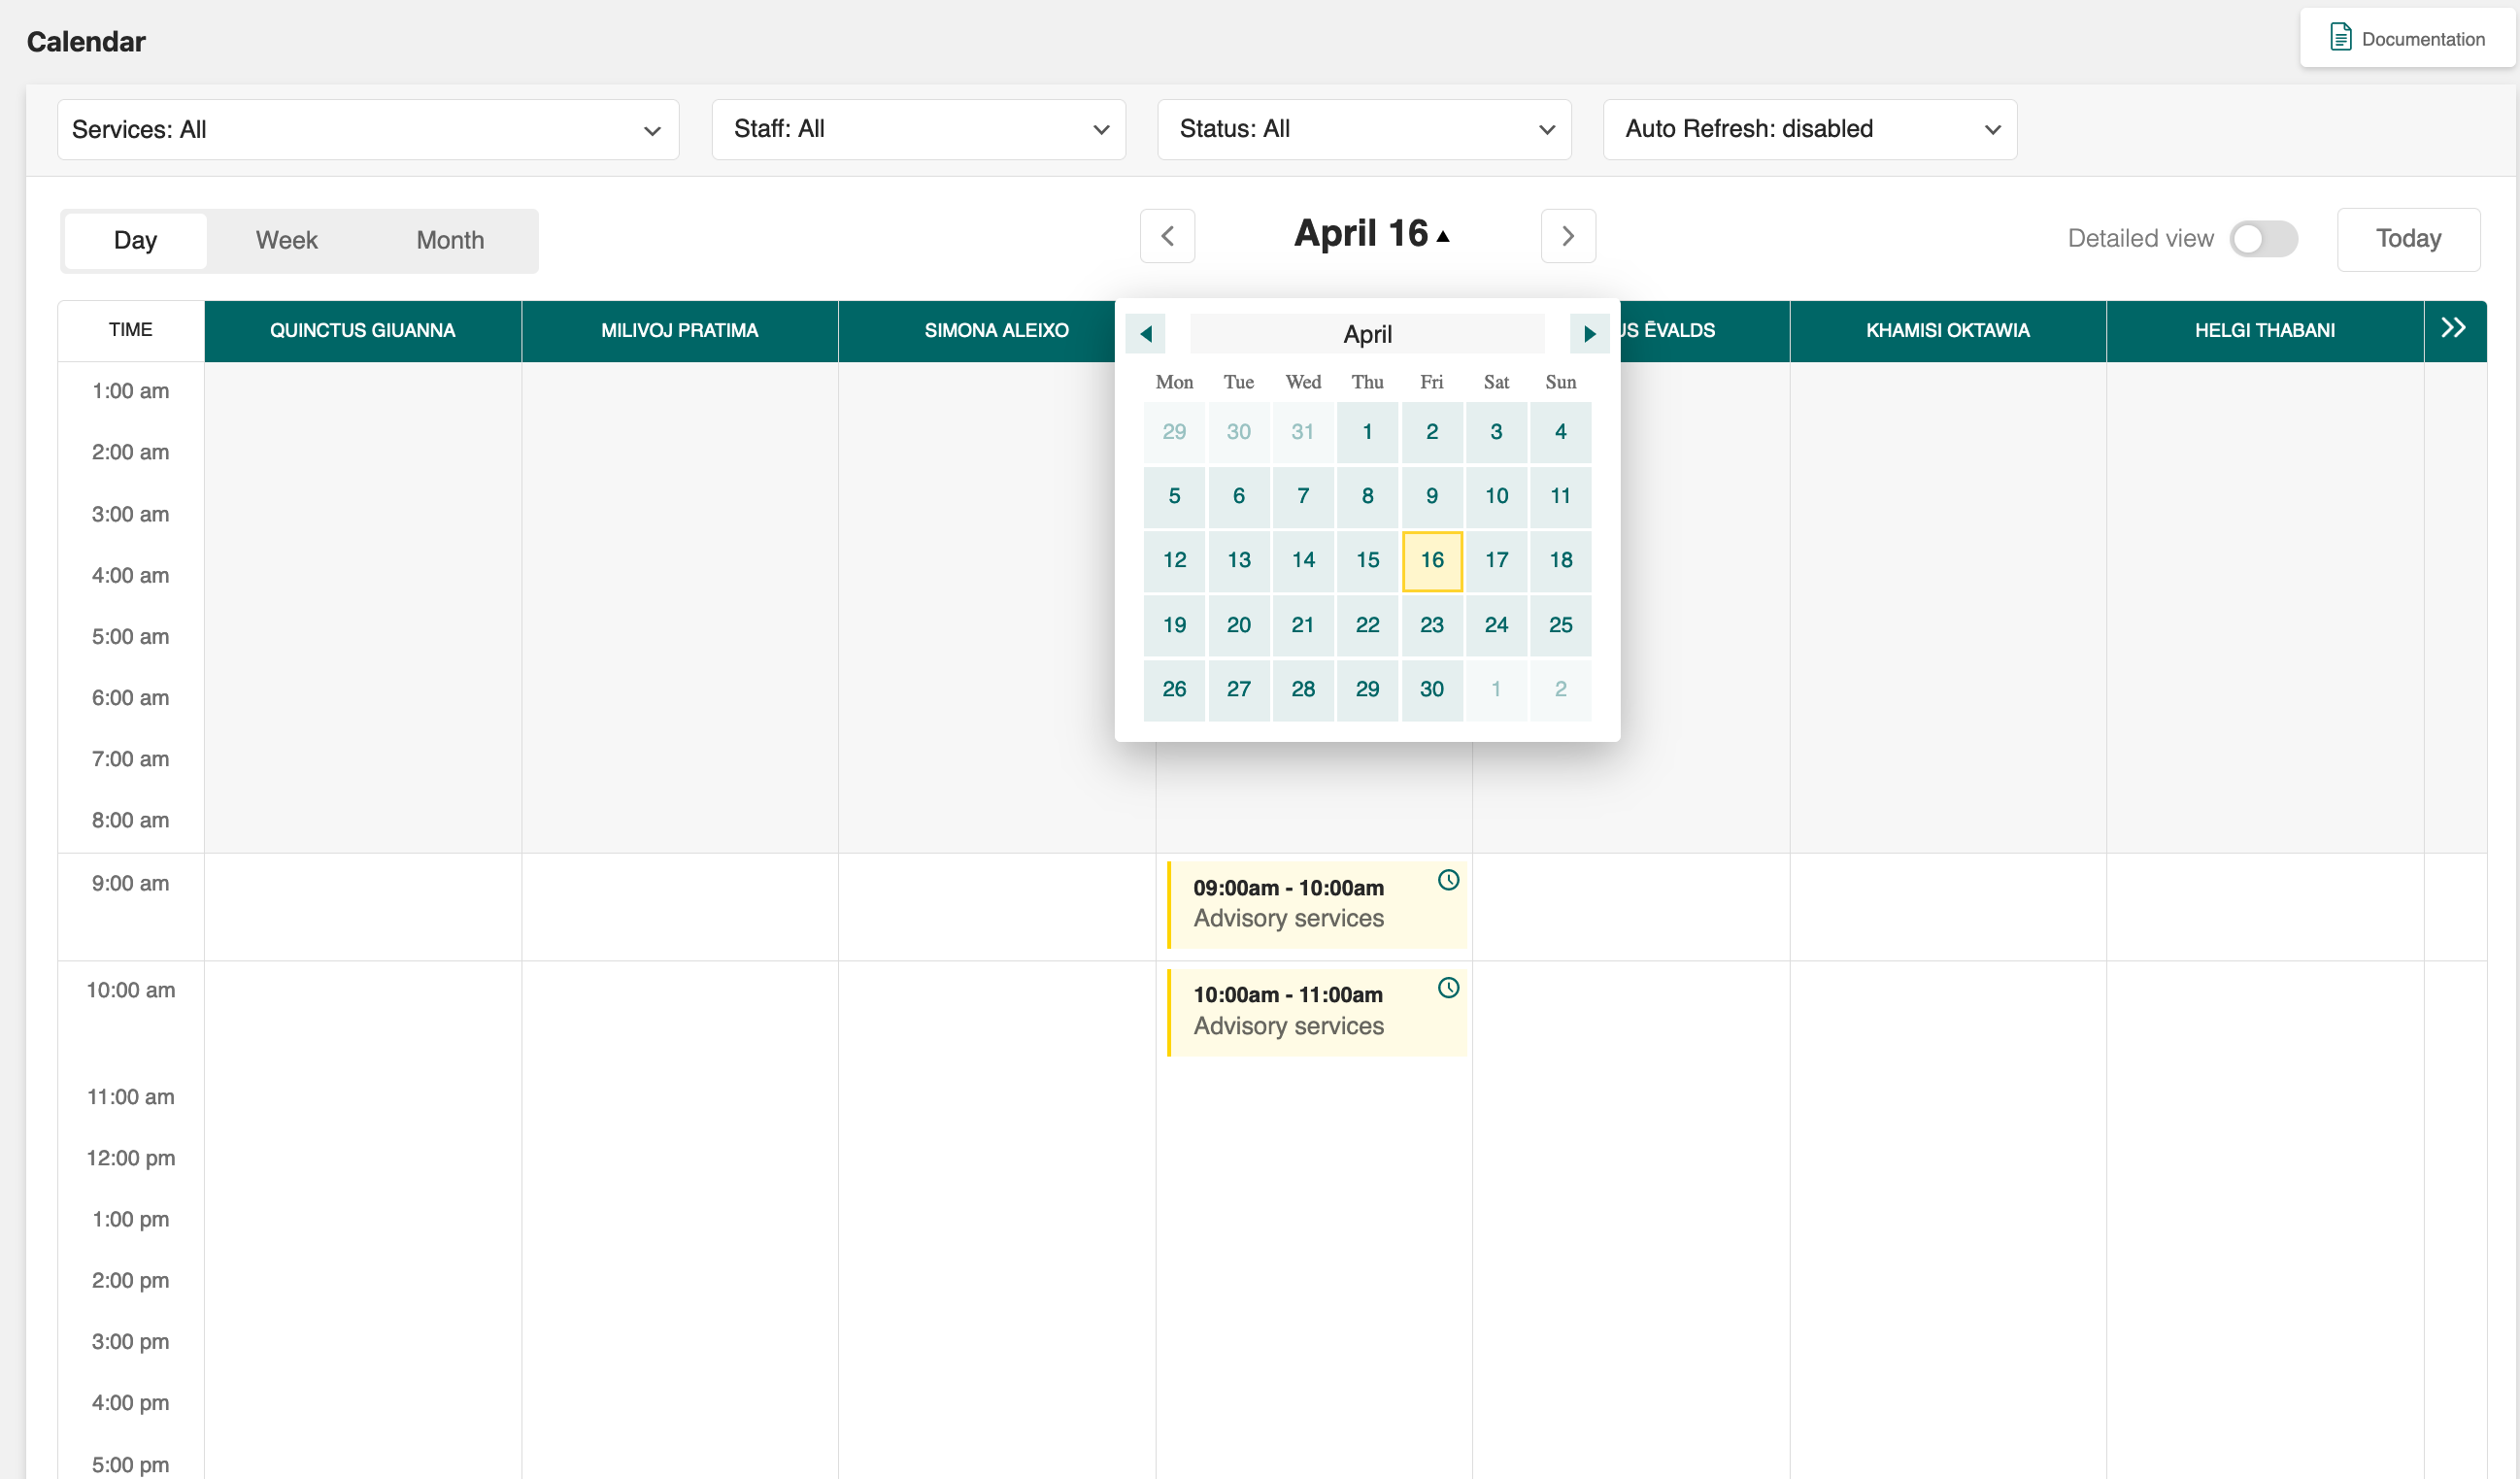 Calendar
Documentation
Services: All
Staff: All
Status: All
Auto Refresh: disabled
Day
Week
Month
April 16
Detailed view
Today
TIME
QUINCTUS GIUANNA
MILIVOJ PRATIMA
SIMONA ALEIXO
ĒVALDS
KHAMISI OKTAWIA
HELGI THABANI
April
Mon Tue Wed Thu Fri Sat Sun
29 30 31 1 2 3 4
5 6 7 8 9 10 11
12 13 14 15 16 17 18
19 20 21 22 23 24 25
26 27 28 29 30 1 2
1:00 am
2:00 am
3:00 am
4:00 am
5:00 am
6:00 am
7:00 am
8:00 am
9:00 am
09:00am - 10:00am
Advisory services
10:00 am
10:00am - 11:00am
Advisory services
11:00 am
12:00 pm
1:00 pm
2:00 pm
3:00 pm
4:00 pm
5:00 pm